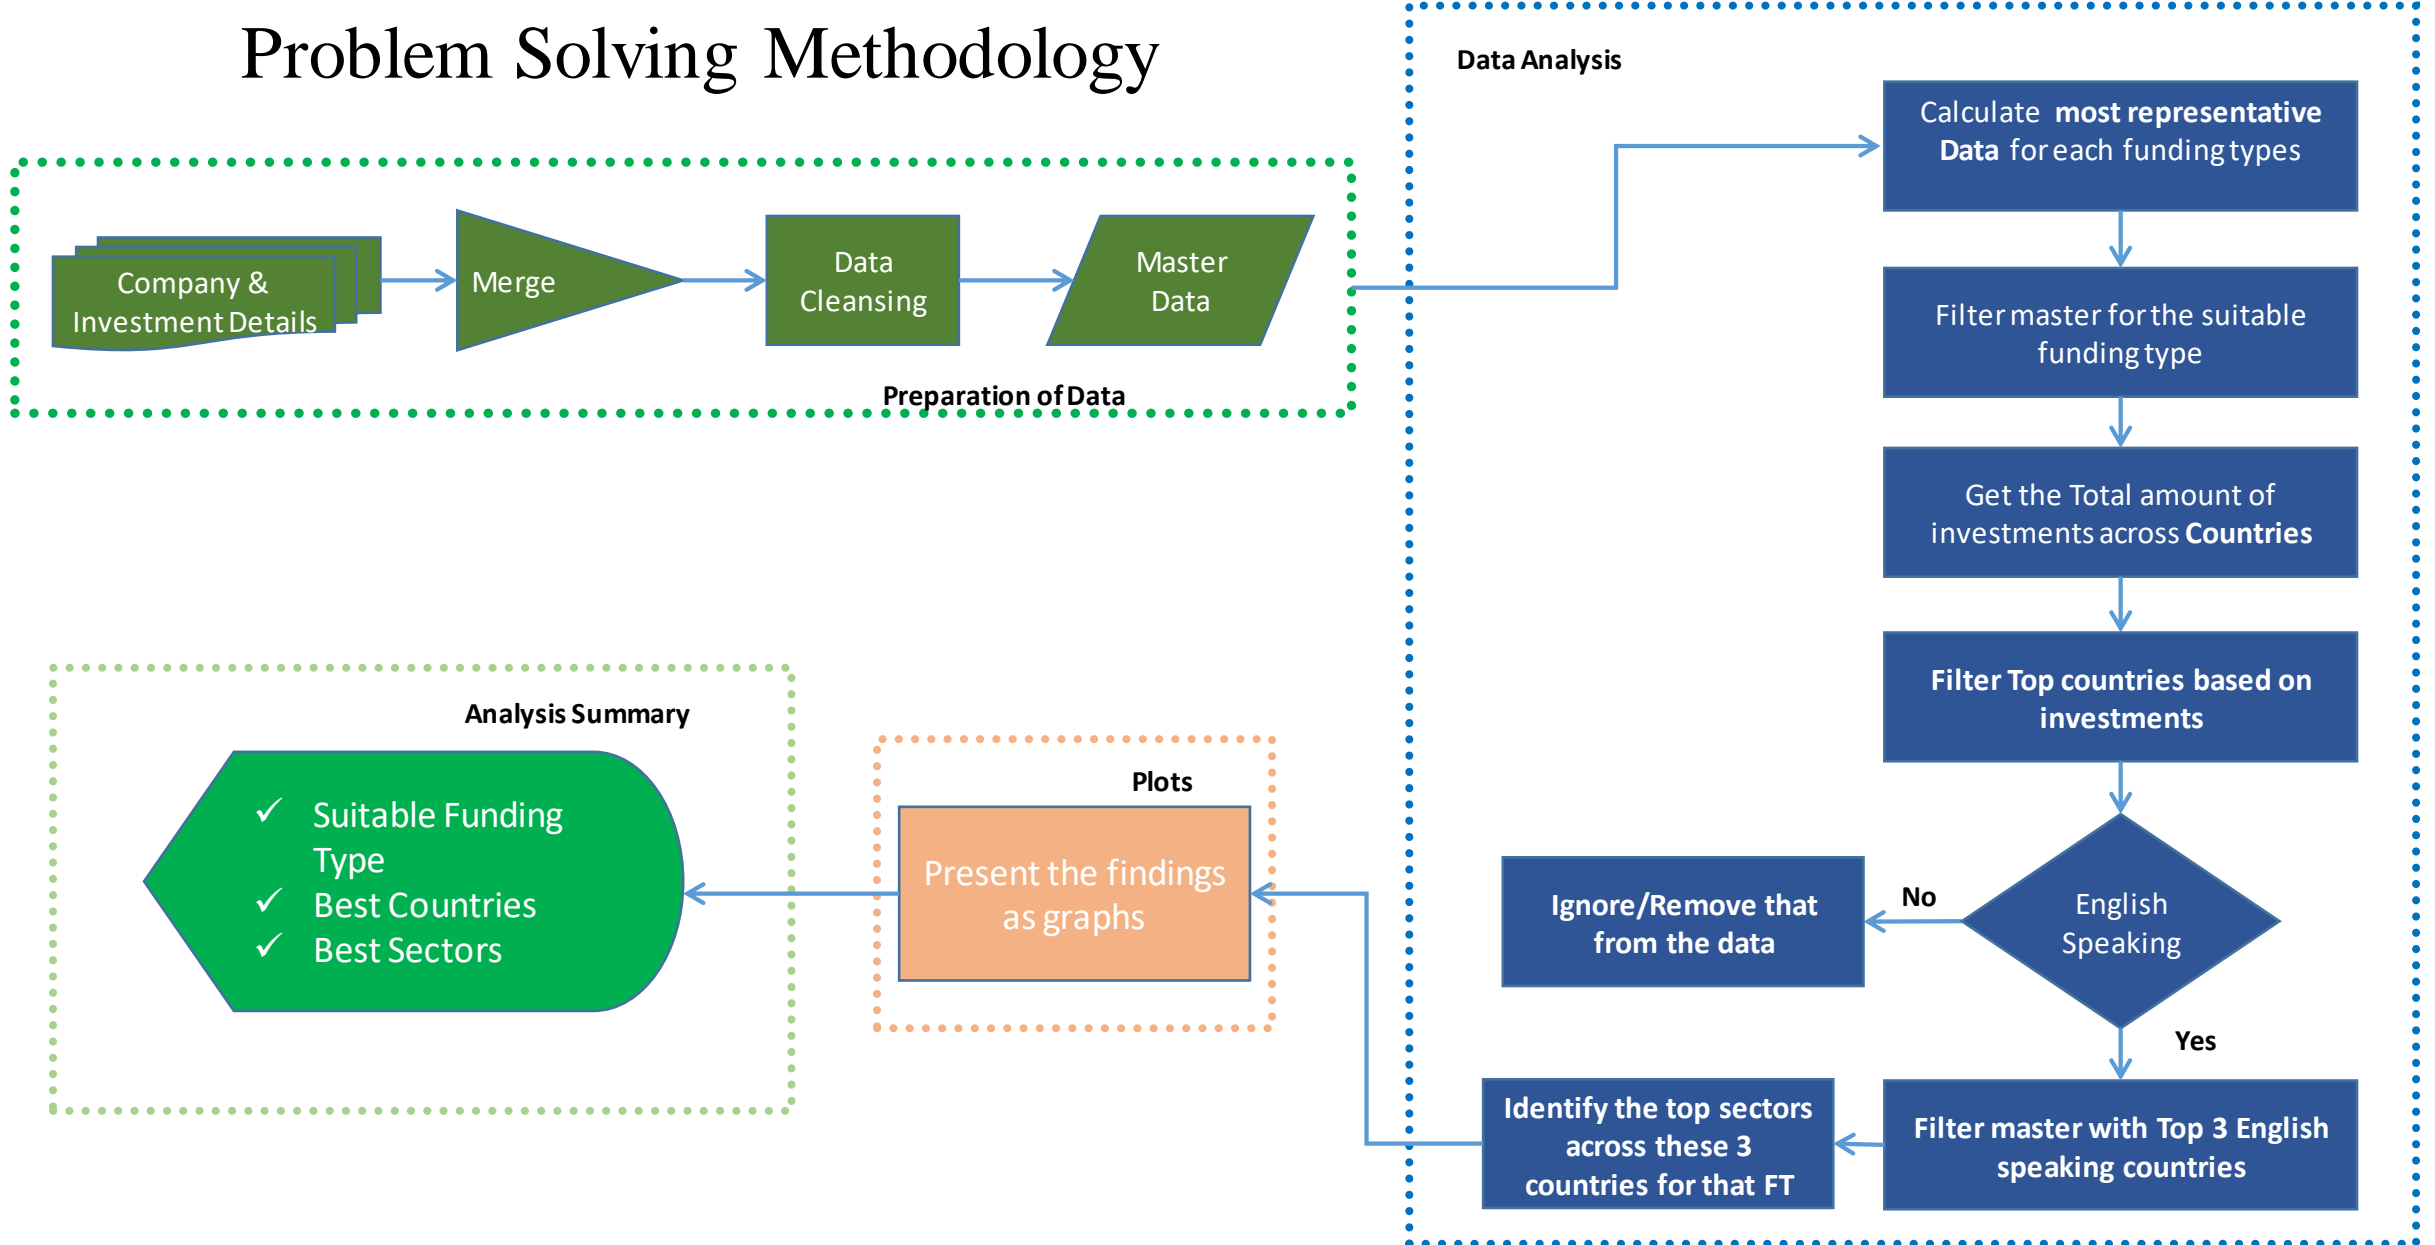 Problem Solving Methodology
Company &
Investment Details
Merge
Data
Cleansing
Master
Data
Preparation of Data
Data Analysis
Calculate most representative
Data for each funding types
Filter master for the suitable
funding type
Get the Total amount of
investments across Countries
Filter Top countries based on
investments
English
Speaking
No
Ignore/Remove that
from the data
Yes
Filter master with Top 3 English
speaking countries
Identify the top sectors
across these 3
countries for that FT
Plots
Present the findings
as graphs
Analysis Summary
✓ Suitable Funding
Type
✓ Best Countries
✓ Best Sectors